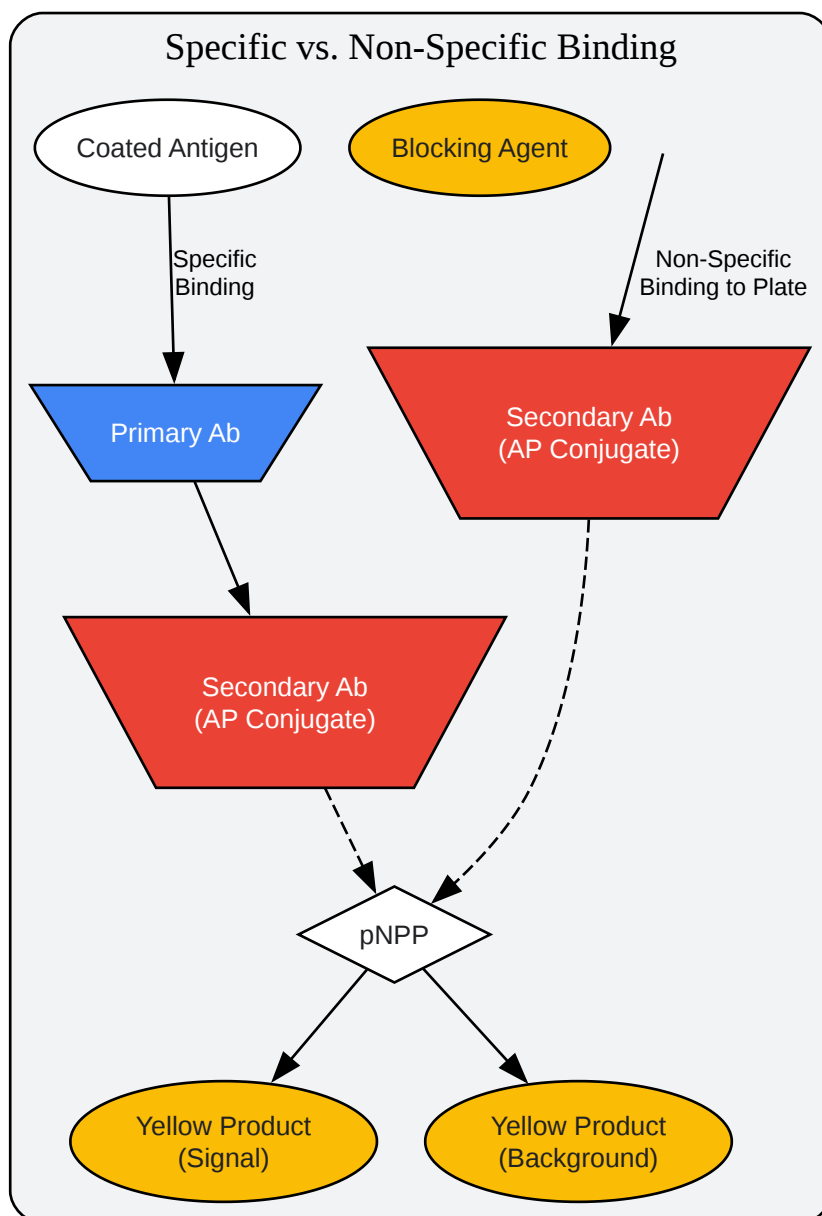 Specific vs. Non-Specific Binding
Coated Antigen
Blocking Agent
Specific
Binding
Non-Specific
Binding to Plate
Primary Ab
Secondary Ab
(AP Conjugate)
Secondary Ab
(AP Conjugate)
pNPP
Yellow Product
(Signal)
Yellow Product
(Background)